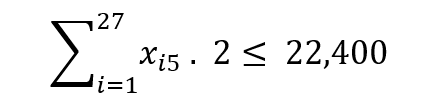 ∑_{i=1}^{27} x_{i5} . 2 ≤ 22,400